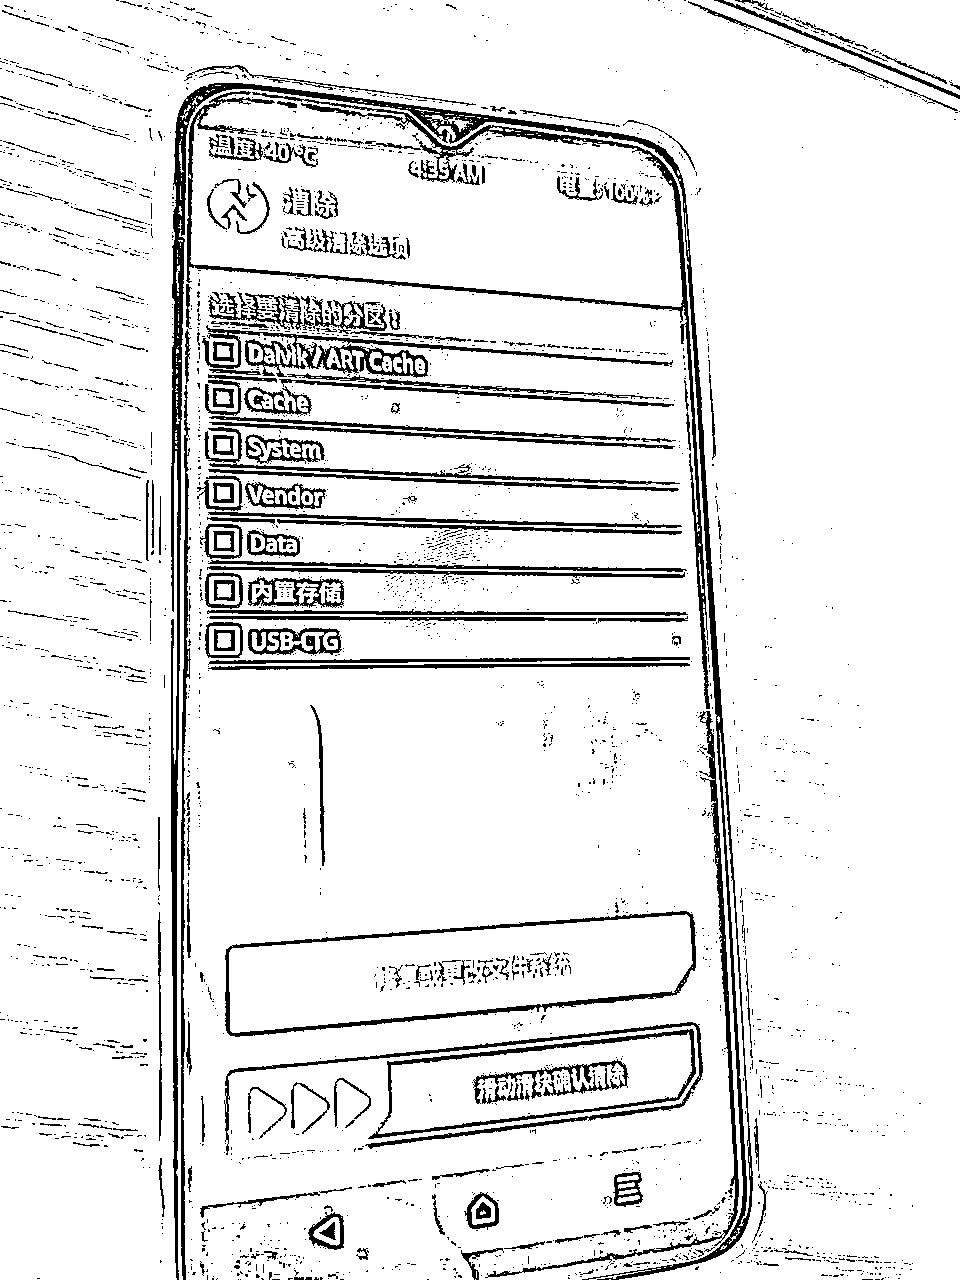 温度: 40 °C
4:35 AM
电量: 100%+
清除
高级清除选项
选择要清除的分区:
Dalvik / ART Cache
Cache
System
Vendor
Data
内置存储
USB-OTG
修复或更改文件系统
滑动滑块确认清除